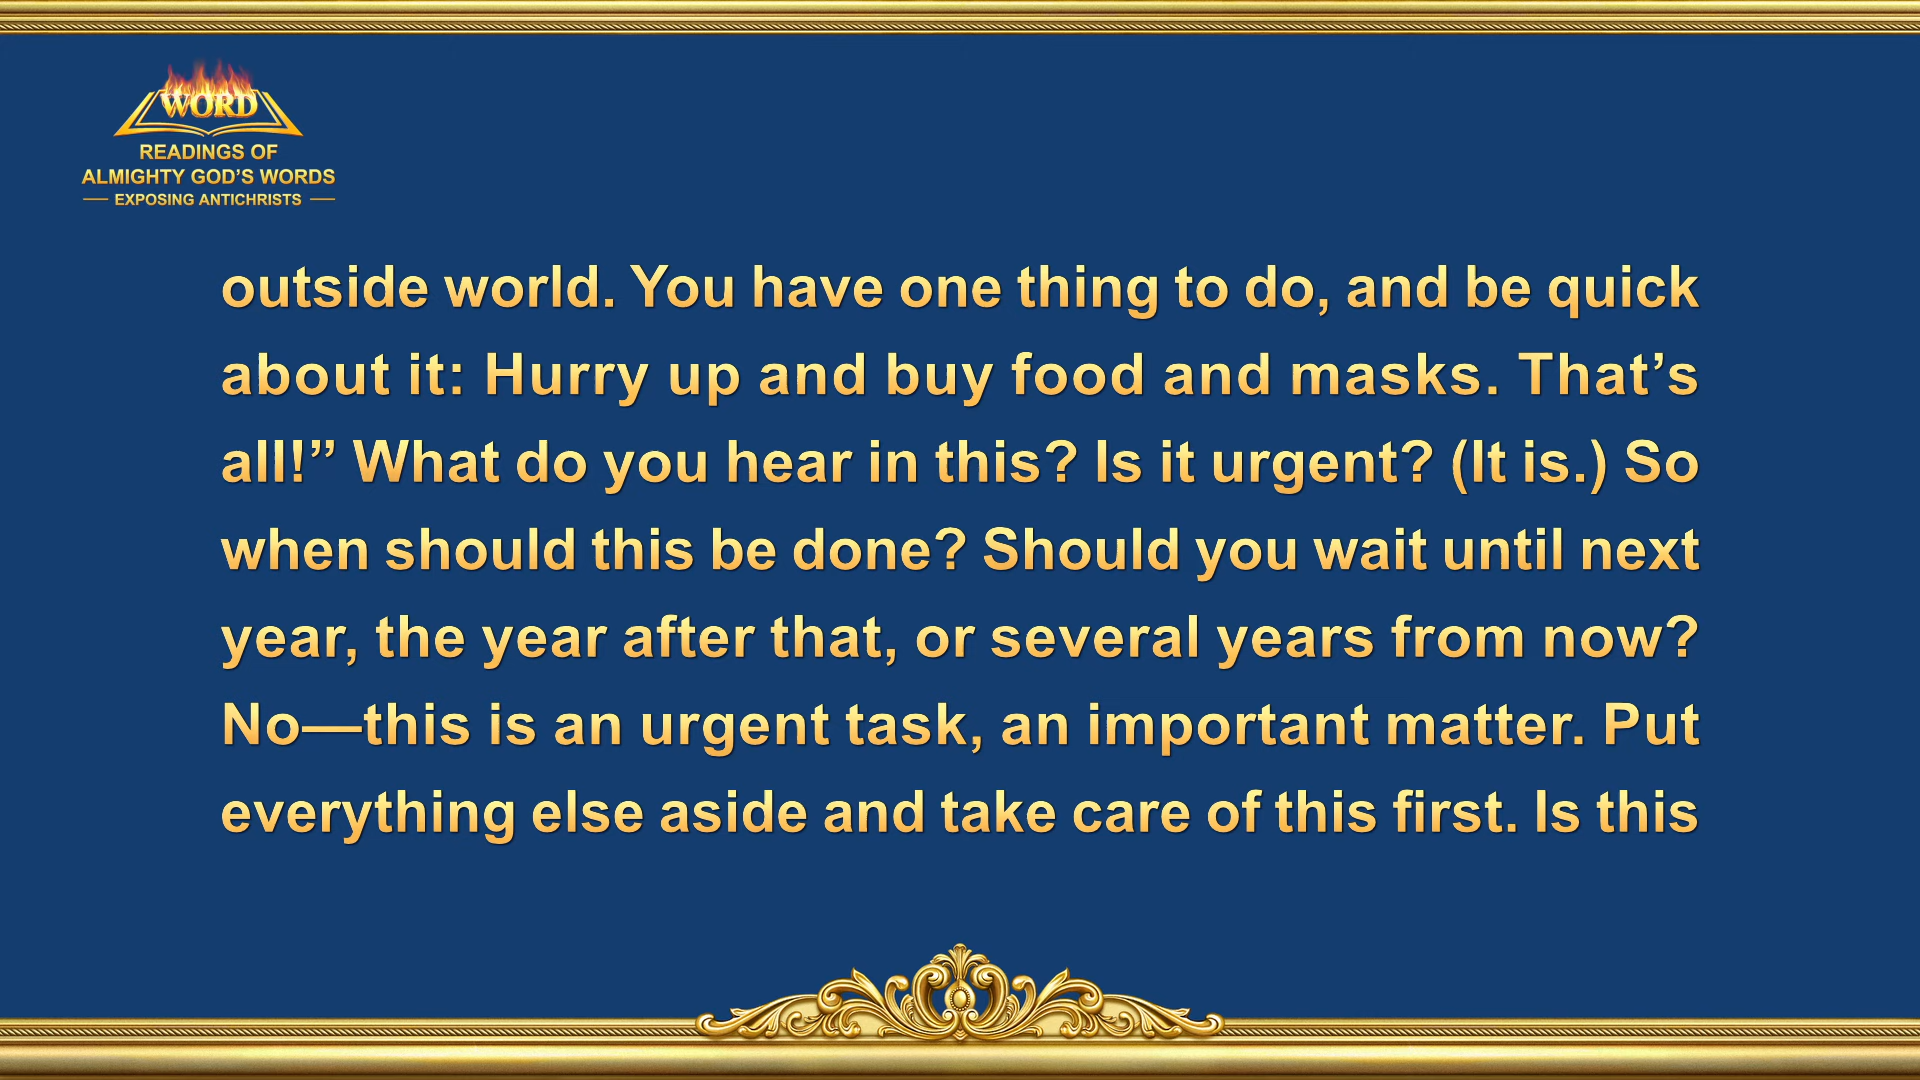 WORD
READINGS OF
ALMIGHTY GOD’S WORDS
EXPOSING ANTICHRISTS
outside world. You have one thing to do, and be quick
about it: Hurry up and buy food and masks. That’s
all!” What do you hear in this? Is it urgent? (It is.) So
when should this be done? Should you wait until next
year, the year after that, or several years from now?
No—this is an urgent task, an important matter. Put
everything else aside and take care of this first. Is this